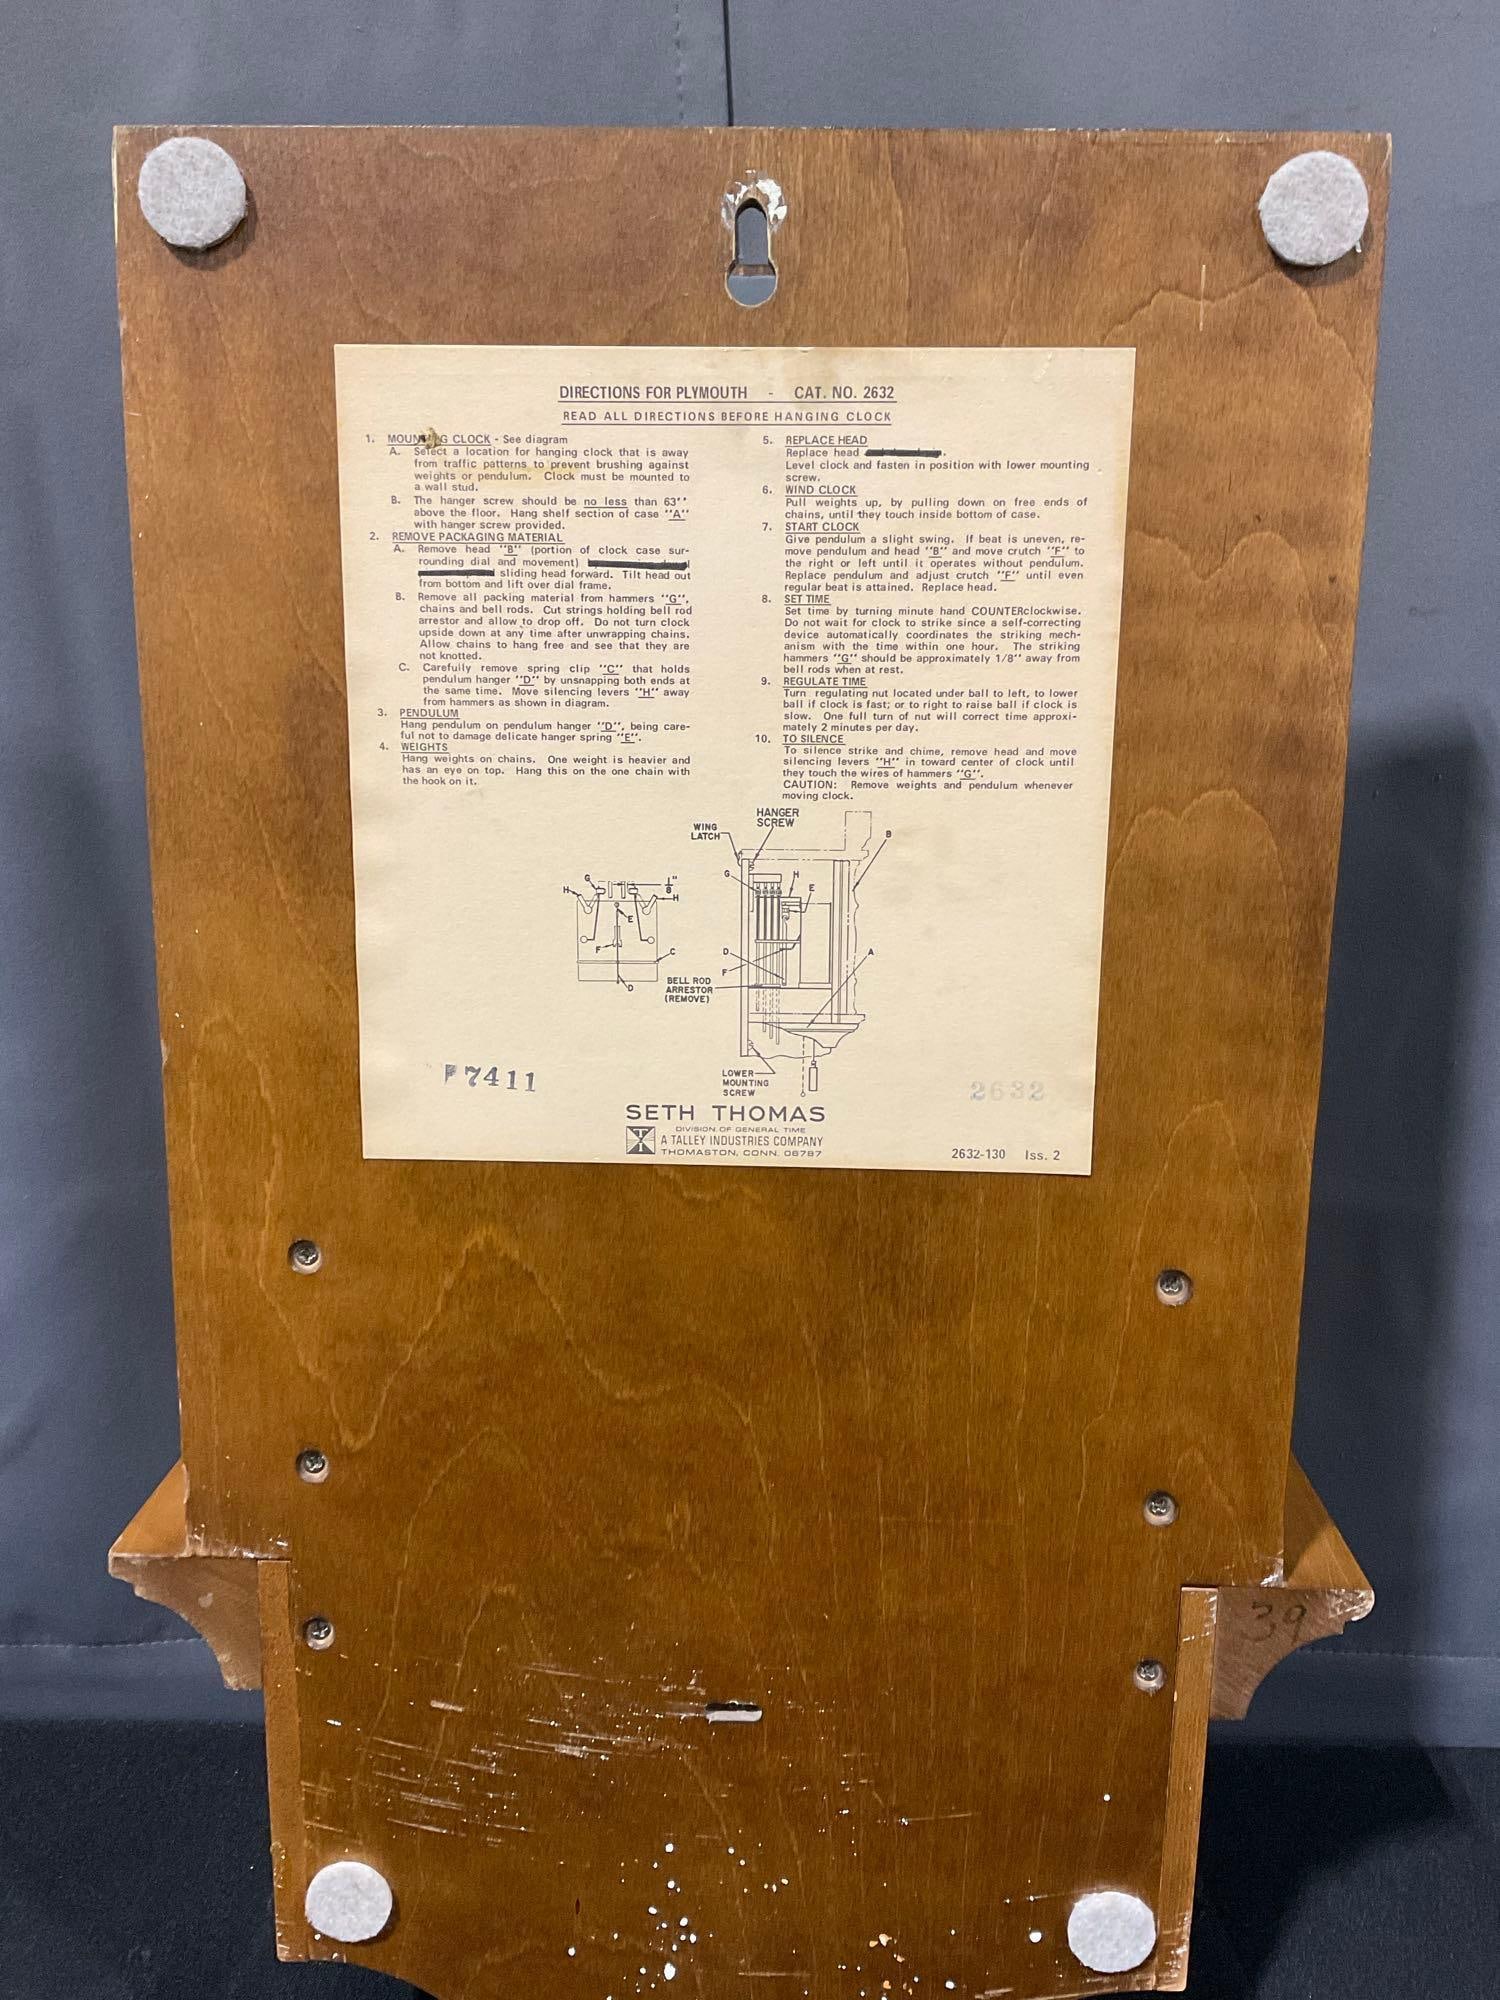 DIRECTIONS FOR PLYMOUTH - CAT. NO. 2632
READ ALL DIRECTIONS BEFORE HANGING CLOCK
1. MOUN G CLOCK - See diagram
A. Select a location for hanging clock that is away
from traffic patterns to prevent brushing against
weights or pendulum. Clock must be mounted to
a wall stud.
B. The hanger screw should be no less than 63''
above the floor. Hang shelf section of case "A"
with hanger screw provided.
2. REMOVE PACKAGING MATERIAL
A. Remove head "B" (portion of clock case sur-
rounding dial and movement)
sliding head forward. Tilt head out
from bottom and lift over dial frame.
B. Remove all packing material from hammers "G",
chains and bell rods. Cut strings holding bell rod
arrestor and allow to drop off. Do not turn clock
upside down at any time after unwrapping chains.
Allow chains to hang free and see that they are
not knotted.
C. Carefully remove spring clip "C" that holds
pendulum hanger "D" by unsnapping both ends at
the same time. Move silencing levers "H" away
from hammers as shown in diagram.
3. PENDULUM
Hang pendulum on pendulum hanger "D", being care-
ful not to damage delicate hanger spring "E".
4. WEIGHTS
Hang weights on chains. One weight is heavier and
has an eye on top. Hang this on the one chain with
the hook on it.
5. REPLACE HEAD
Replace head .
Level clock and fasten in position with lower mounting
screw.
6. WIND CLOCK
Pull weights up, by pulling down on free ends of
chains, until they touch inside bottom of case.
7. START CLOCK
Give pendulum a slight swing. If beat is uneven, re-
move pendulum and head "B" and move crutch "F" to
the right or left until it operates without pendulum.
Replace pendulum and adjust crutch "F" until even
regular beat is attained. Replace head.
8. SET TIME
Set time by turning minute hand COUNTERclockwise.
Do not wait for clock to strike since a self-correcting
device automatically coordinates the striking mech-
anism with the time within one hour. The striking
hammers "G" should be approximately 1/8'' away from
bell rods when at rest.
9. REGULATE TIME
Turn regulating nut located under ball to left, to lower
ball if clock is fast; or to right to raise ball if clock is
slow. One full turn of nut will correct time approxi-
mately 2 minutes per day.
10. TO SILENCE
To silence strike and chime, remove head and move
silencing levers "H" in toward center of clock until
they touch the wires of hammers "G".
CAUTION: Remove weights and pendulum whenever
moving clock.
HANGER
SCREW
WING
LATCH
B
G
H
E
D
F
A
BELL ROD
ARRESTOR
(REMOVE)
LOWER
MOUNTING
SCREW
G
1/8"
H
H
E
F
C
D
F7411
2632
SETH THOMAS
DIVISION OF GENERAL TIME
A TALLEY INDUSTRIES COMPANY
THOMASTON, CONN. 06787
2632-130 Iss. 2
39